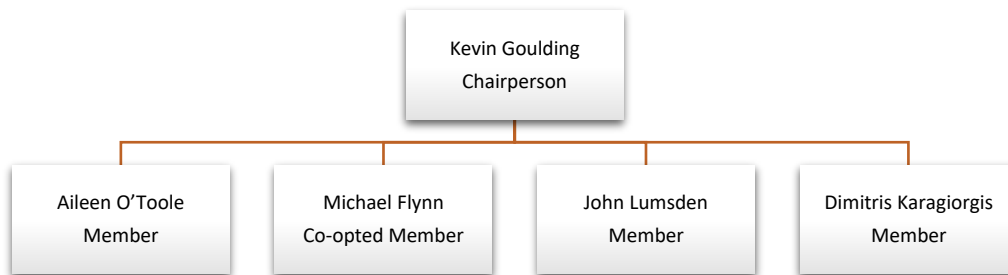 Kevin Goulding
Chairperson
Aileen O’Toole
Member
Michael Flynn
Co-opted Member
John Lumsden
Member
Dimitris Karagiorgis
Member